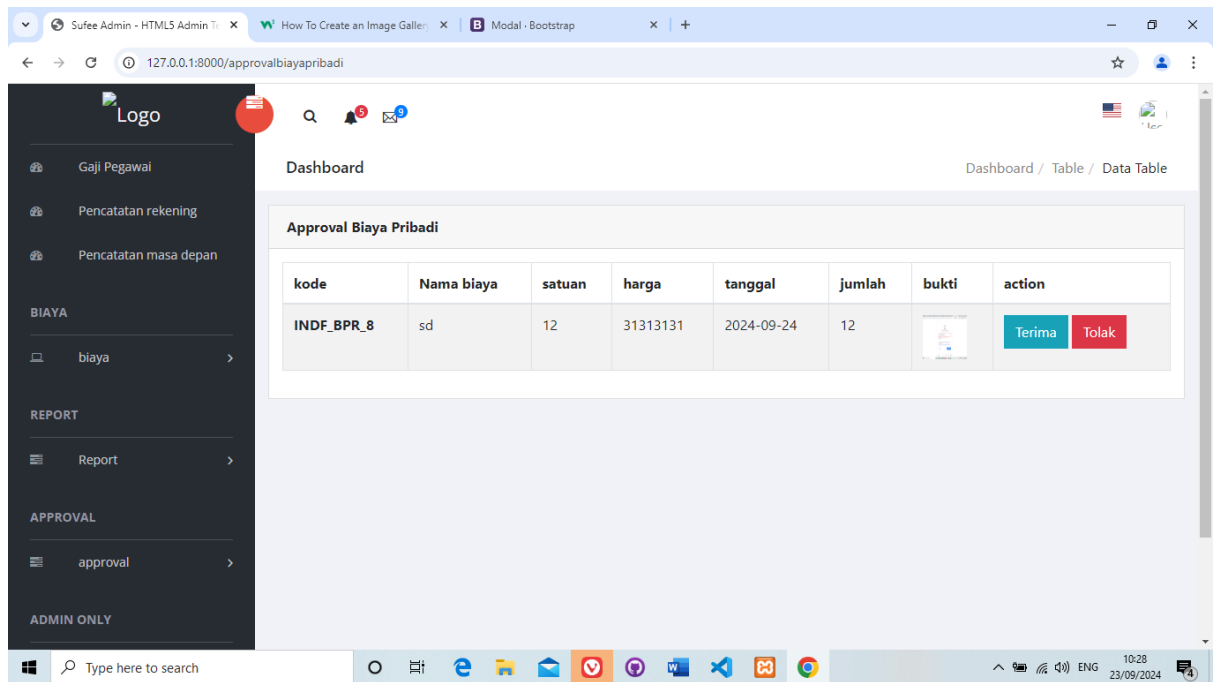 Sufee Admin - HTML5 Admin Te
How To Create an Image Gallery
B Modal · Bootstrap
127.0.0.1:8000/approvalbiayapribadi
Logo
5
9
Gaji Pegawai
Pencatatan rekening
Pencatatan masa depan
BIAYA
biaya
REPORT
Report
APPROVAL
approval
ADMIN ONLY
Dashboard
Dashboard / Table / Data Table
Approval Biaya Pribadi
kode Nama biaya satuan harga tanggal jumlah bukti action
INDF_BPR_8 sd 12 31313131 2024-09-24 12 Terima Tolak
Type here to search
ENG
10:28
23/09/2024
4